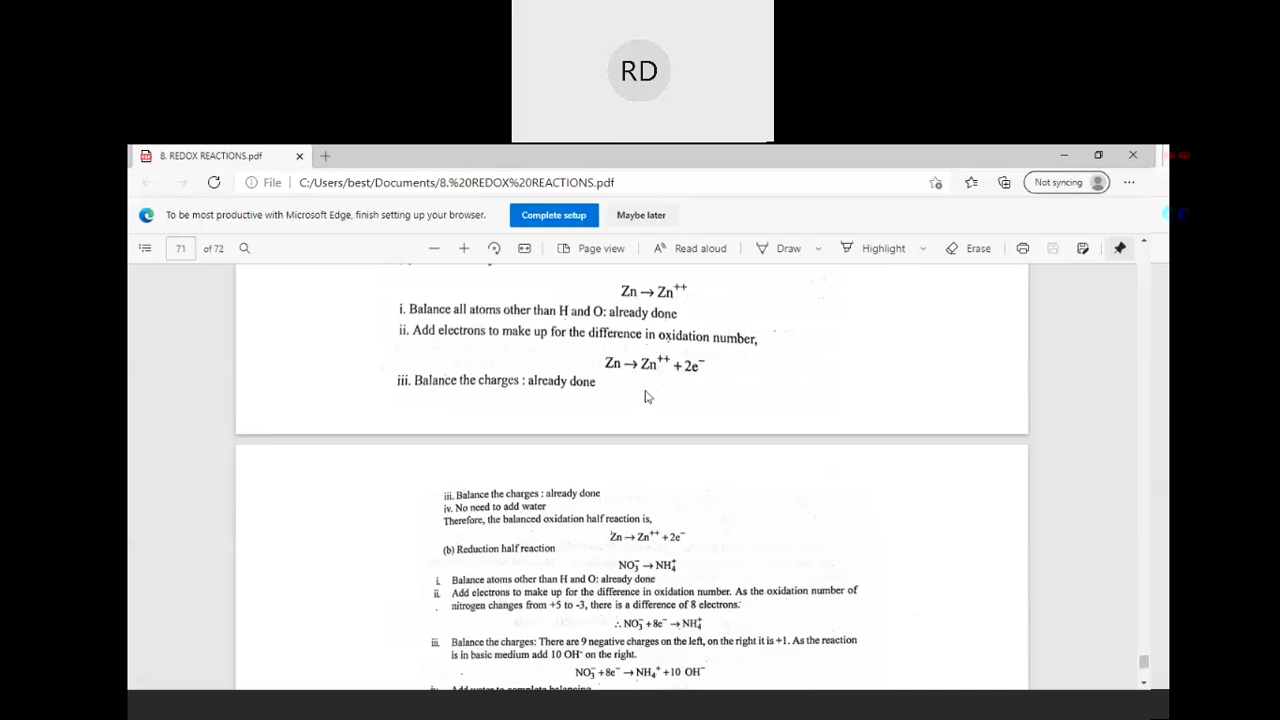 RD
8. REDOX REACTIONS.pdf
File C:/Users/best/Documents/8.%20REDOX%20REACTIONS.pdf
Not syncing
To be most productive with Microsoft Edge, finish setting up your browser.
Complete setup
Maybe later
71 of 72
Page view
Read aloud
Draw
Highlight
Erase
Zn → Zn⁺⁺
i. Balance all atoms other than H and O: already done
ii. Add electrons to make up for the difference in oxidation number,
Zn → Zn⁺⁺ + 2e⁻
iii. Balance the charges : already done
iii. Balance the charges : already done
iv. No need to add water
Therefore, the balanced oxidation half reaction is,
Zn → Zn⁺⁺ + 2e⁻
(b) Reduction half reaction
NO₃⁻ → NH₄⁺
i. Balance atoms other than H and O: already done
ii. Add electrons to make up for the difference in oxidation number. As the oxidation number of
nitrogen changes from +5 to -3, there is a difference of 8 electrons.
∴ NO₃⁻ + 8e⁻ → NH₄⁺
iii. Balance the charges: There are 9 negative charges on the left, on the right it is +1. As the reaction
is in basic medium add 10 OH⁻ on the right.
NO₃⁻ + 8e⁻ → NH₄⁺ + 10 OH⁻
iv. Add water to complete balancing